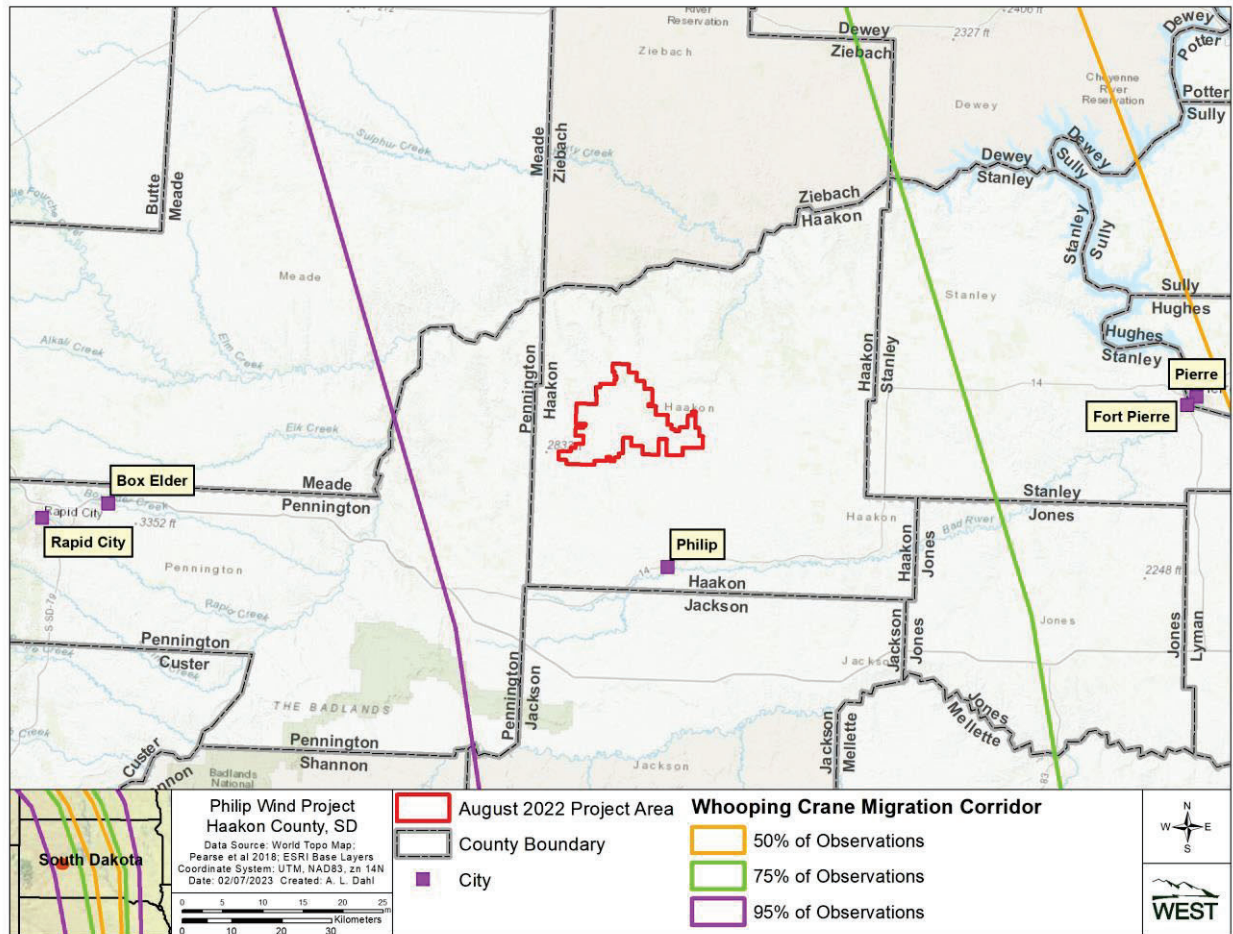 River
Reservation
2406 ft
Dewey
Ziebach
2327 ft
Dewey
Potter
Ziebach
Cheyenne
River
Reservation
Dewey
Potter
Sully
Butte
Meade
Sulphur Creek
Meade
Ziebach
Dewey
Sully
Dewey
Stanley
Ziebach
Haakon
Stanley
Sully
Meade
Stanley
Sully
Hughes
Elm Creek
Alkali Creek
Hughes
Stanley
Pennington
Haakon
Haakon
Haakon
Stanley
14
Pierre
Fort Pierre
Elk Creek
2832 ft
Box Elder
Meade
Pennington
Stanley
Jones
Rapid City
3352 ft
Rapid City
Haakon
Bad River
Philip
14
Haakon
Jones
Pennington
Haakon
Jackson
2248 ft
Rapid Creek
Jones
Pennington
Custer
Pennington
Jackson
Jackson
Jackson
Jones
Jones
Lyman
THE BADLANDS
Jones
Mellette
Custer
Pennington
Shannon
Badlands
National
Jackson
Jackson
Mellette
83
South Dakota
Philip Wind Project
Haakon County, SD
Data Source: World Topo Map;
Pearse et al 2018; ESRI Base Layers
Coordinate System: UTM, NAD83, zn 14N
Date: 02/07/2023 Created: A. L. Dahl
0 5 10 15 20 25
Kilometers
0 10 20 30
August 2022 Project Area
County Boundary
City
Whooping Crane Migration Corridor
50% of Observations
75% of Observations
95% of Observations
N
W E
S
WEST